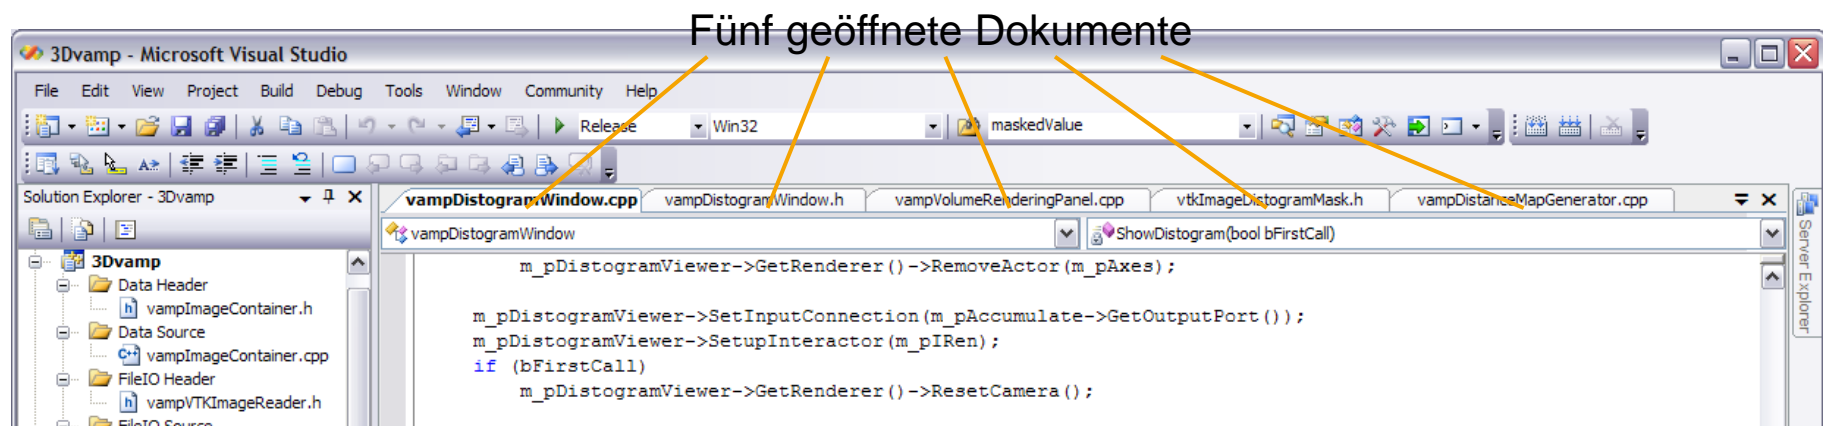 Fünf geöffnete Dokumente
3Dvamp - Microsoft Visual Studio
File Edit View Project Build Debug Tools Window Community Help
Release Win32 maskedValue
Solution Explorer - 3Dvamp
vampDistogramWindow.cpp vampDistogramWindow.h vampVolumeRenderingPanel.cpp vtkImageDistogramMask.h vampDistanceMapGenerator.cpp
vampDistogramWindow ShowDistogram(bool bFirstCall)
3Dvamp
Data Header
vampImageContainer.h
Data Source
vampImageContainer.cpp
FileIO Header
vampVTKImageReader.h
FileIO Source
m_pDistogramViewer->GetRenderer()->RemoveActor(m_pAxes);
m_pDistogramViewer->SetInputConnection(m_pAccumulate->GetOutputPort());
m_pDistogramViewer->SetupInteractor(m_pIRen);
if (bFirstCall)
m_pDistogramViewer->GetRenderer()->ResetCamera();
Server Explorer